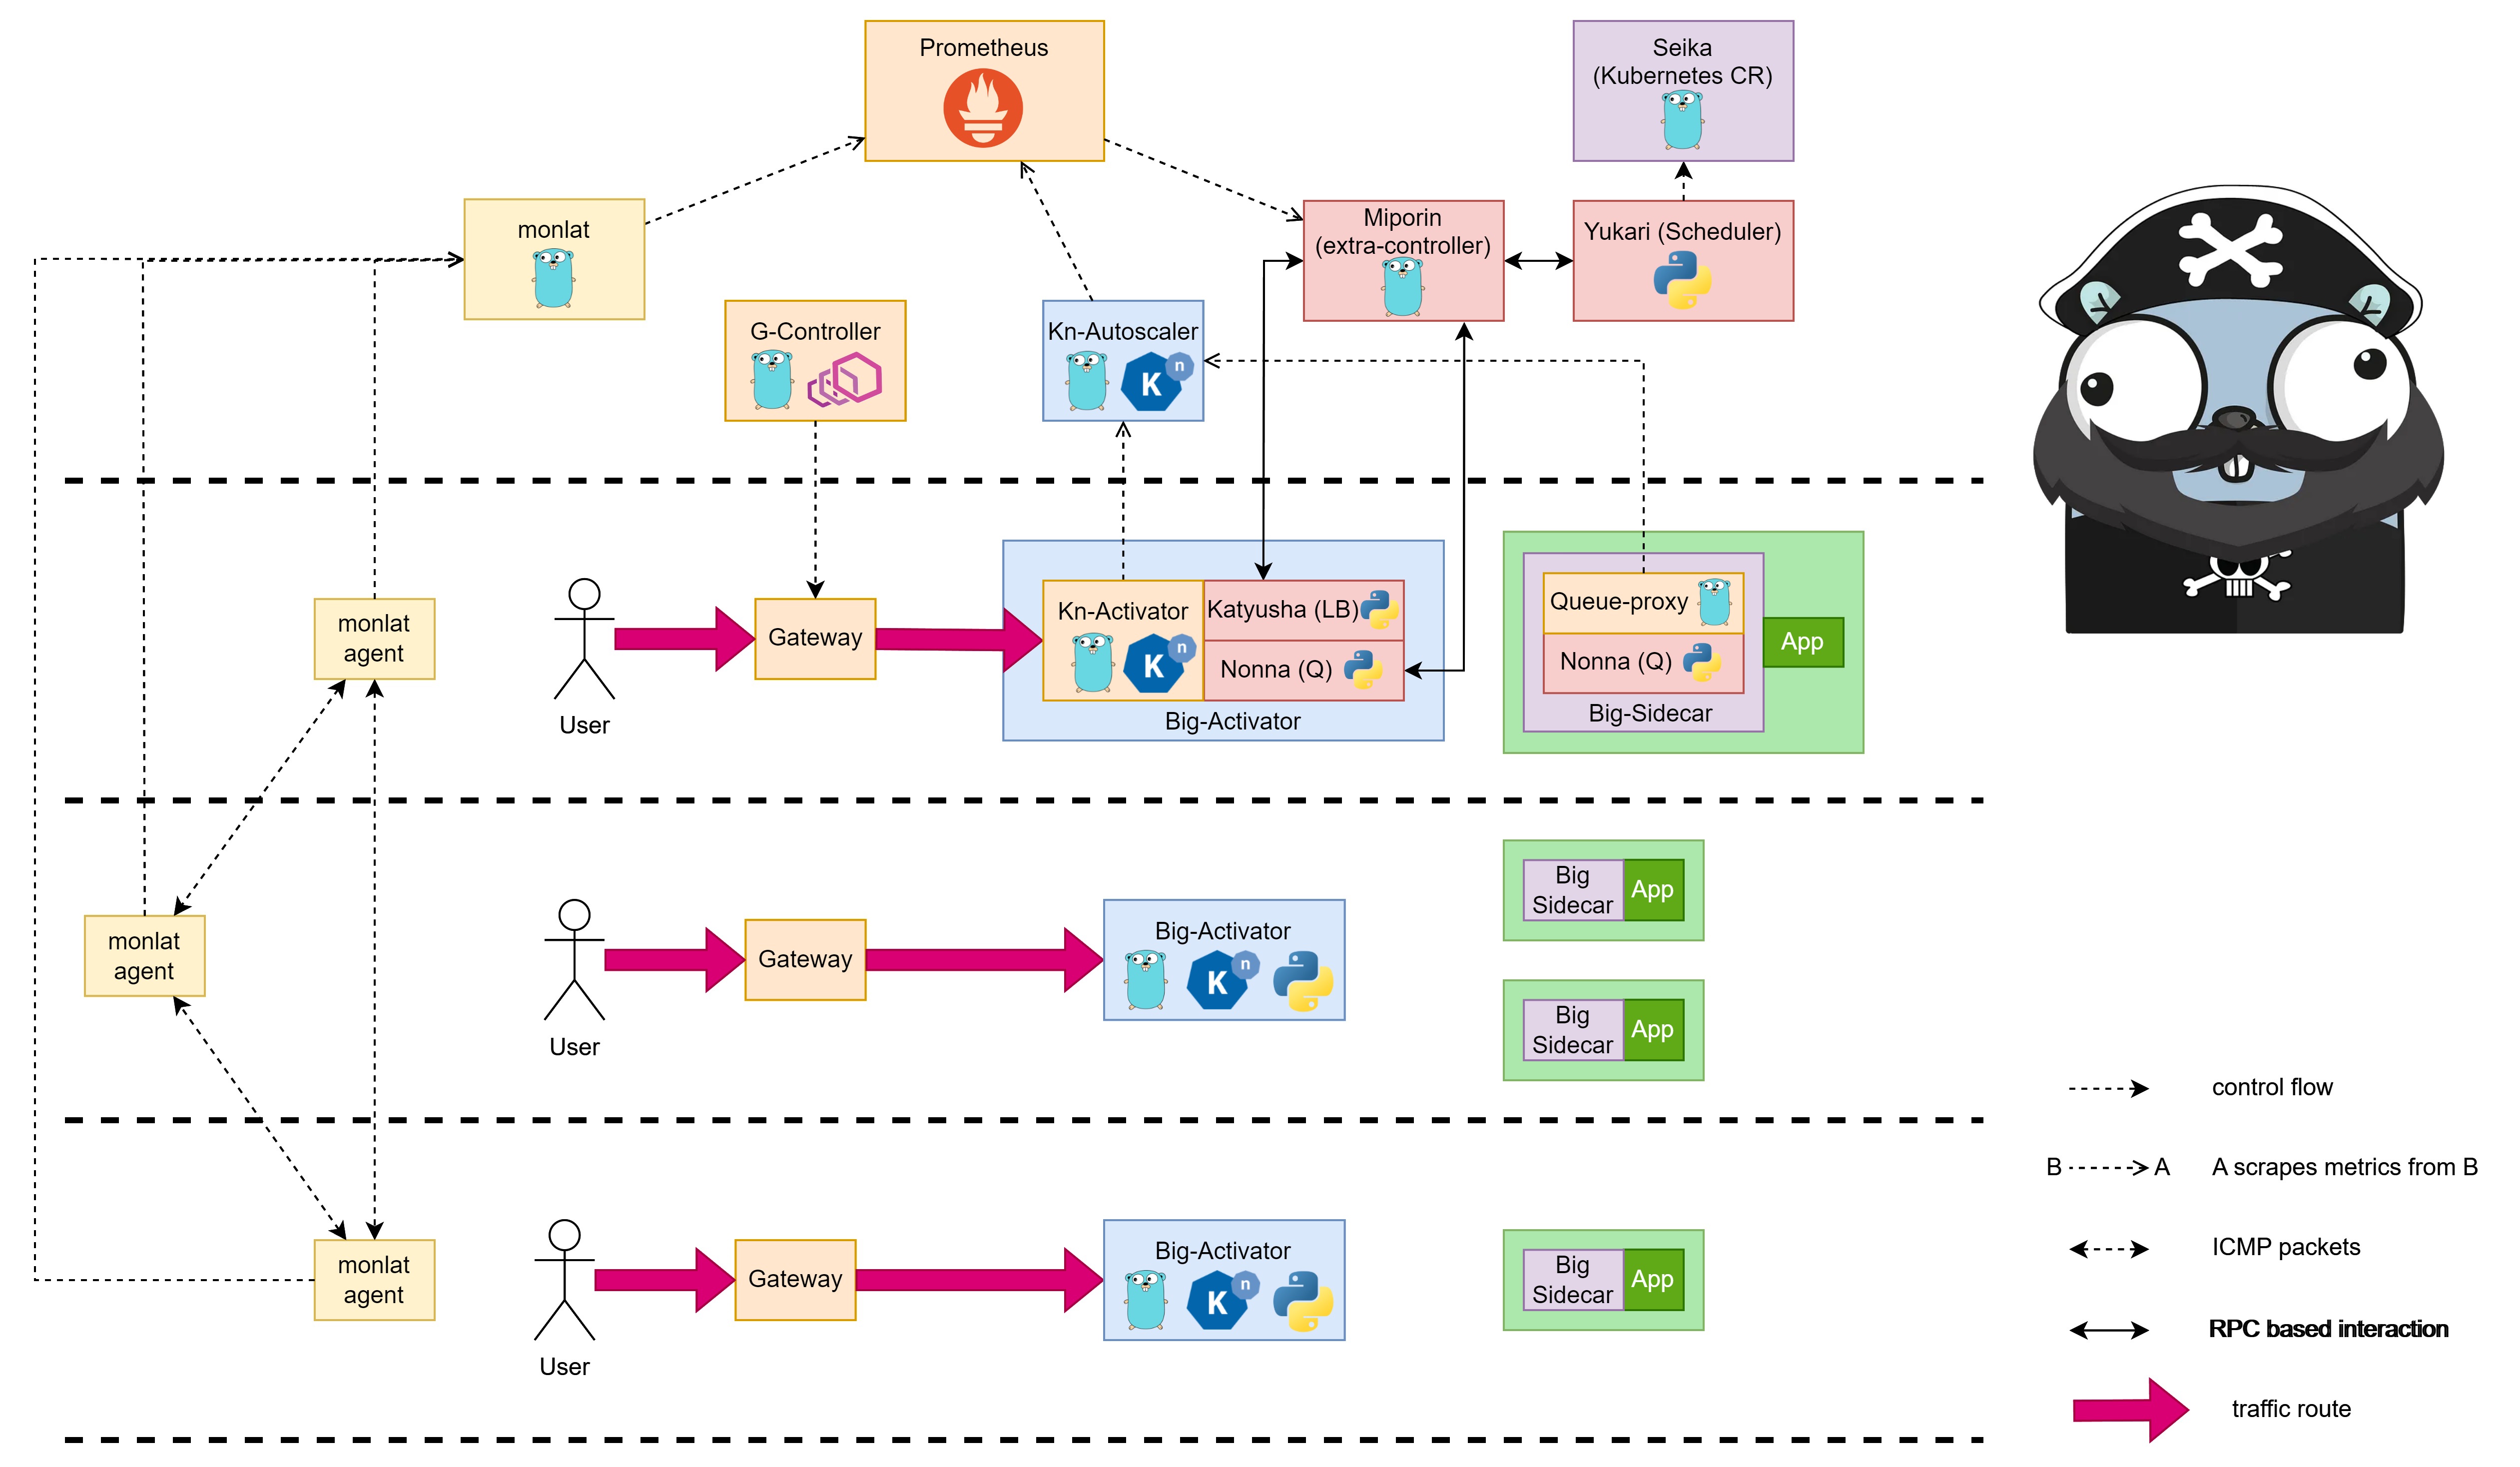 Prometheus
Seika
(Kubernetes CR)
monlat
Miporin
(extra-controller)
Yukari (Scheduler)
G-Controller
Kn-Autoscaler
K
n
monlat
agent
User
Gateway
Kn-Activator
K
n
Katyusha (LB)
Nonna (Q)
Big-Activator
Queue-proxy
Nonna (Q)
Big-Sidecar
App
monlat
agent
User
Gateway
Big-Activator
K
n
Big
Sidecar
App
Big
Sidecar
App
monlat
agent
User
Gateway
Big-Activator
K
n
Big
Sidecar
App
control flow
B
A
A scrapes metrics from B
ICMP packets
RPC based interaction
traffic route